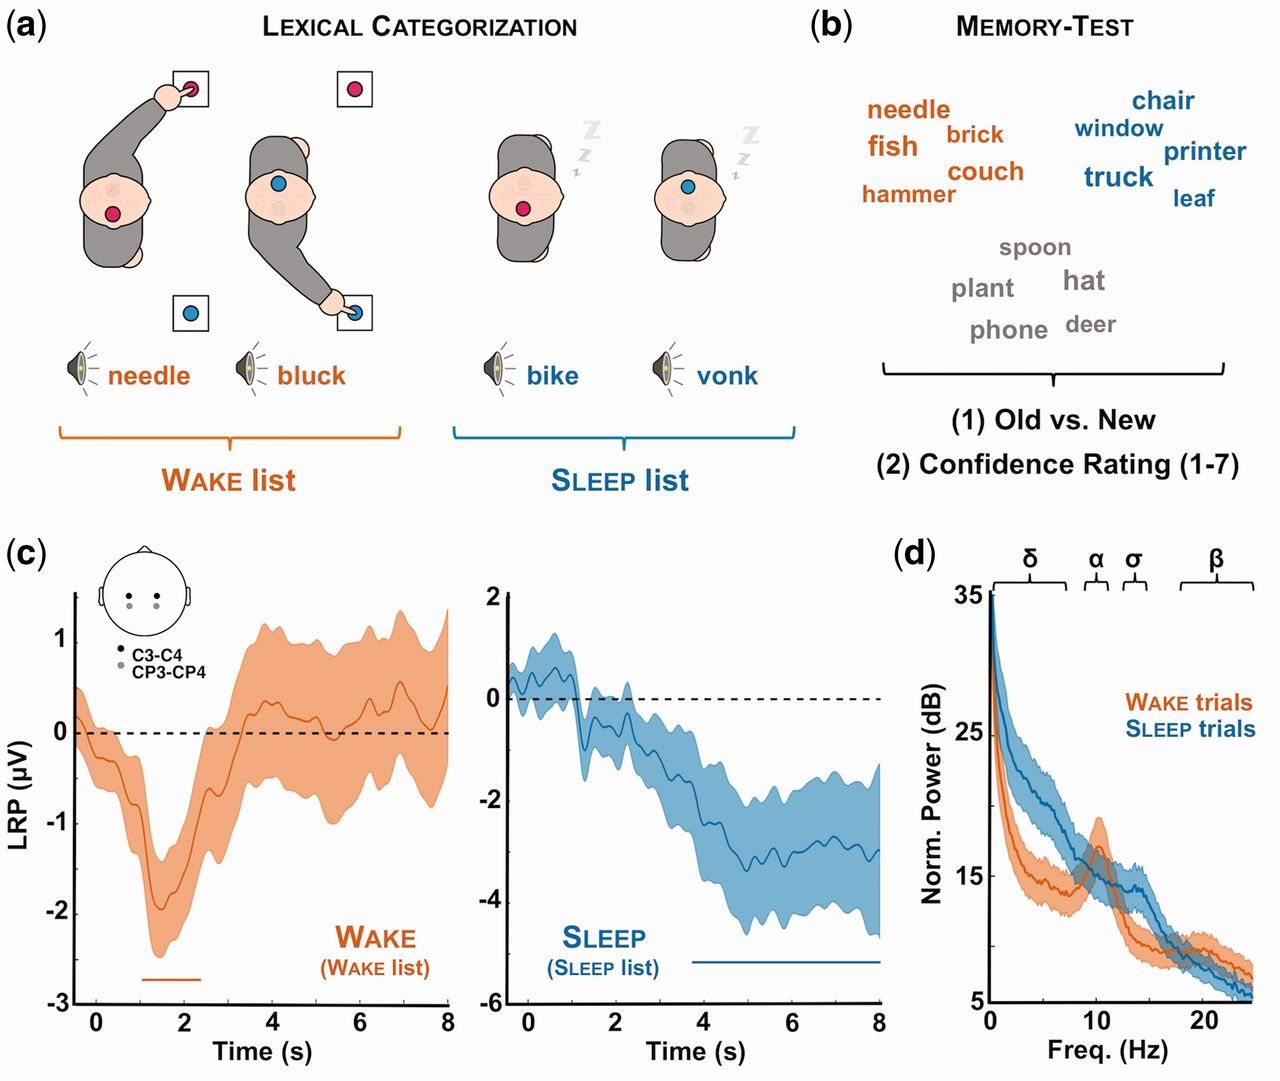 (a)
LEXICAL CATEGORIZATION
z
z
z
z
z
z
needle
bluck
bike
vonk
WAKE list
SLEEP list
(b)
MEMORY-TEST
needle
fish
brick
couch
hammer
chair
window
printer
truck
leaf
spoon
plant
hat
phone
deer
(1) Old vs. New
(2) Confidence Rating (1-7)
(c)
C3-C4
CP3-CP4
LRP (µV)
1
0
-1
-2
-3
WAKE
(WAKE list)
0 2 4 6 8
Time (s)
2
0
-2
-4
-6
SLEEP
(SLEEP list)
0 2 4 6 8
Time (s)
(d)
δ α σ β
Norm. Power (dB)
35
25
15
5
WAKE trials
SLEEP trials
0 10 20
Freq. (Hz)